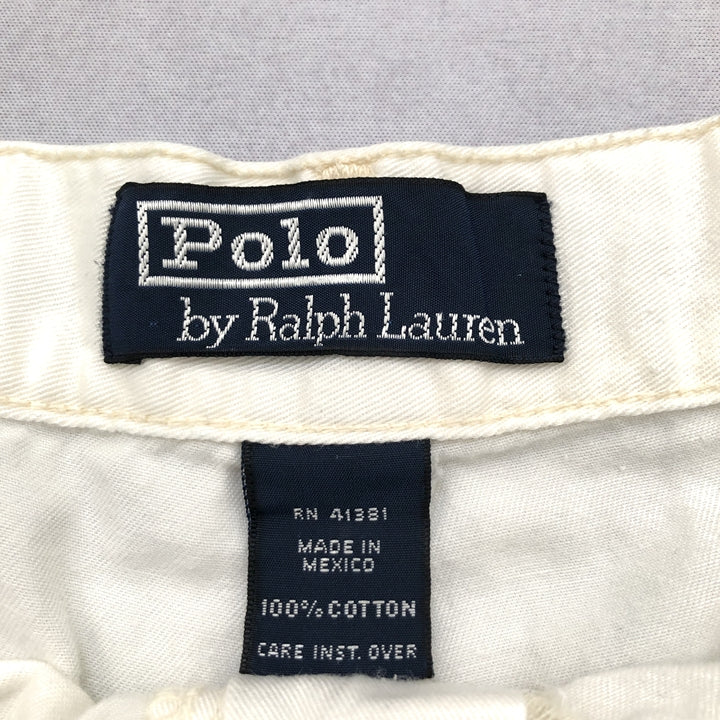 Polo
by Ralph Lauren
RN 41381
MADE IN
MEXICO
100% COTTON
CARE INST. OVER